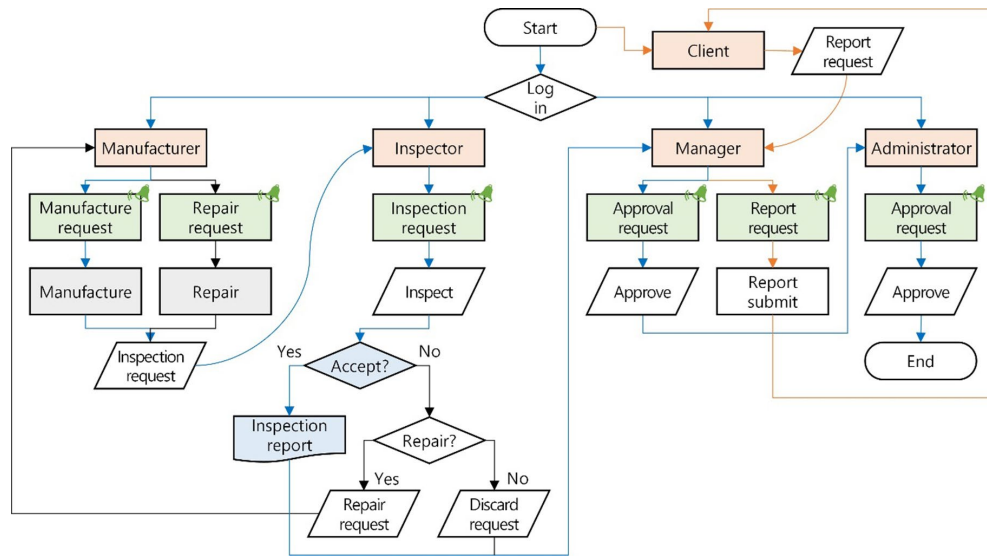 Start
Client
Report
request
Log
in
Manufacturer
Inspector
Manager
Administrator
Manufacture
request
Repair
request
Inspection
request
Approval
request
Report
request
Approval
request
Manufacture
Repair
Inspect
Approve
Report
submit
Approve
Inspection
request
Yes
No
Accept?
End
Inspection
report
Repair?
Yes
No
Repair
request
Discard
request